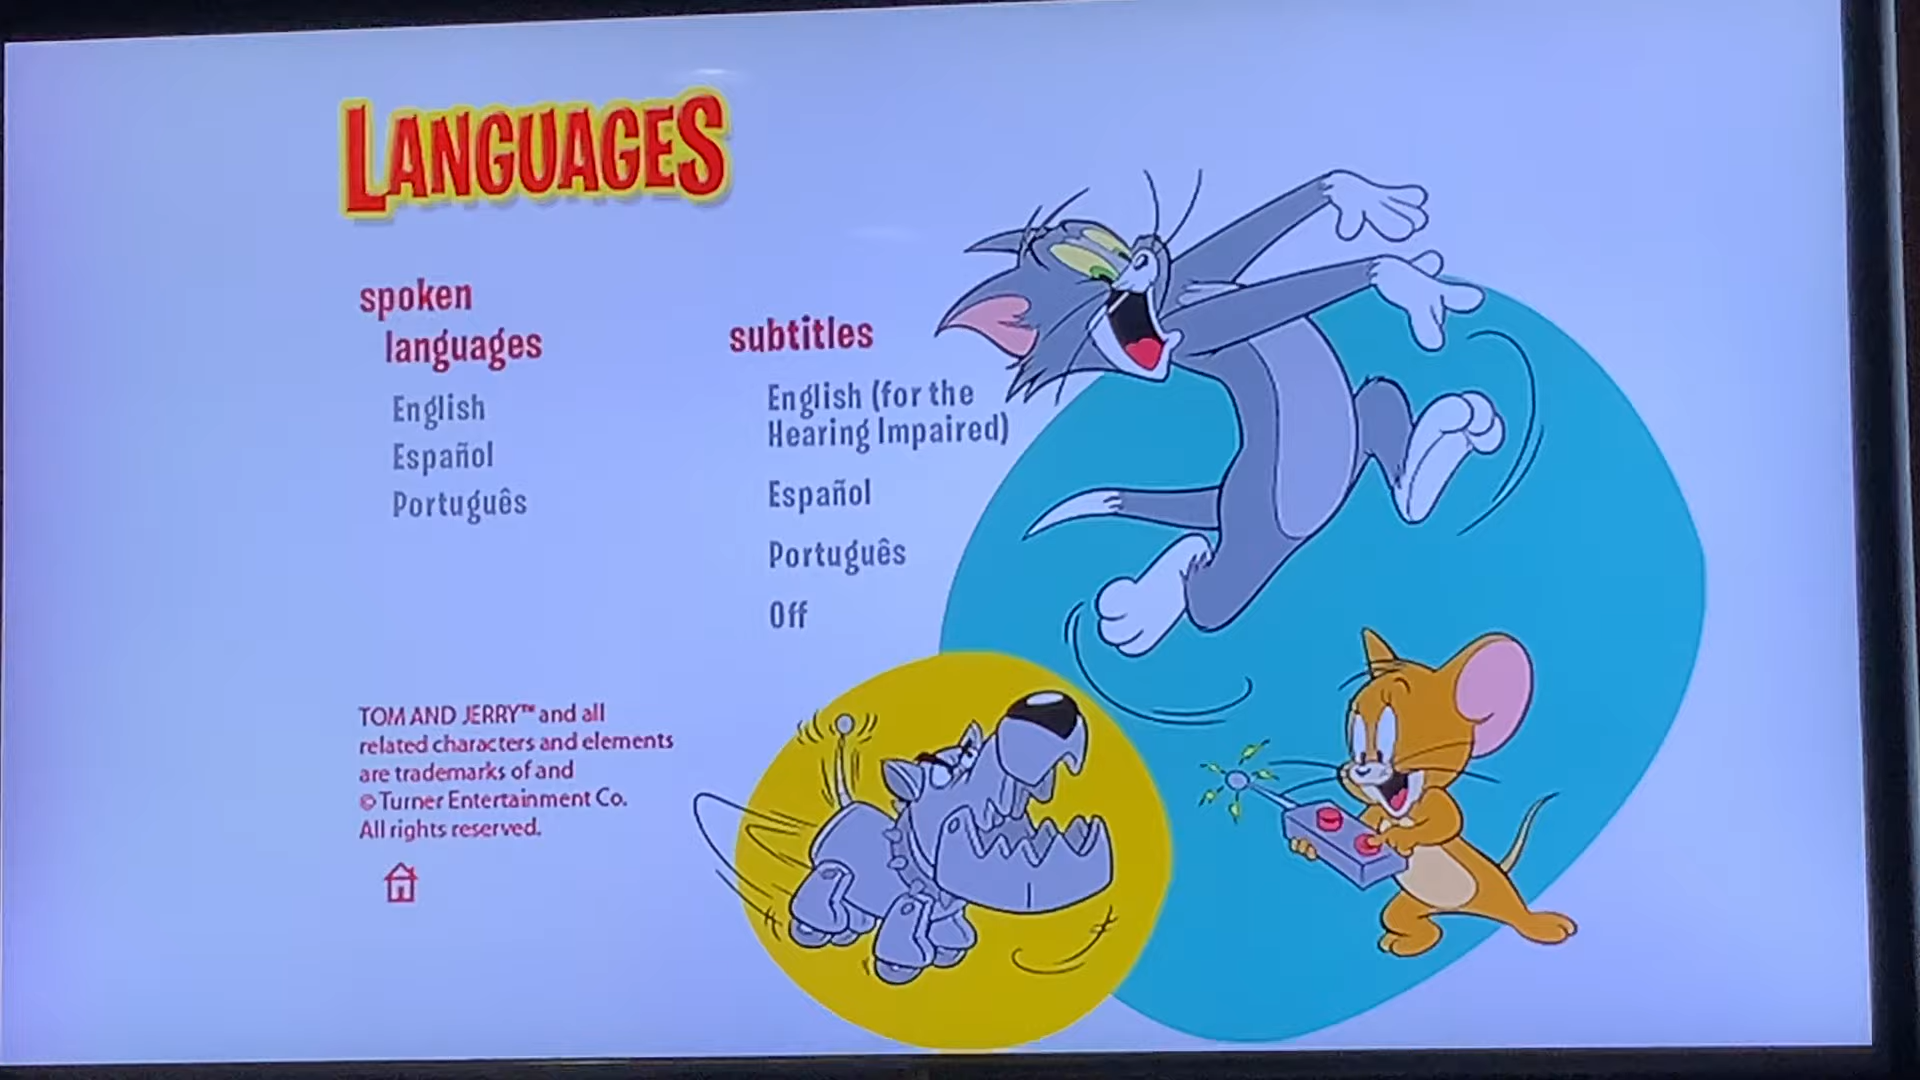 LANGUAGES
spoken
languages
English
Español
Português
subtitles
English (for the
Hearing Impaired)
Español
Português
Off
TOM AND JERRY™ and all
related characters and elements
are trademarks of and
© Turner Entertainment Co.
All rights reserved.